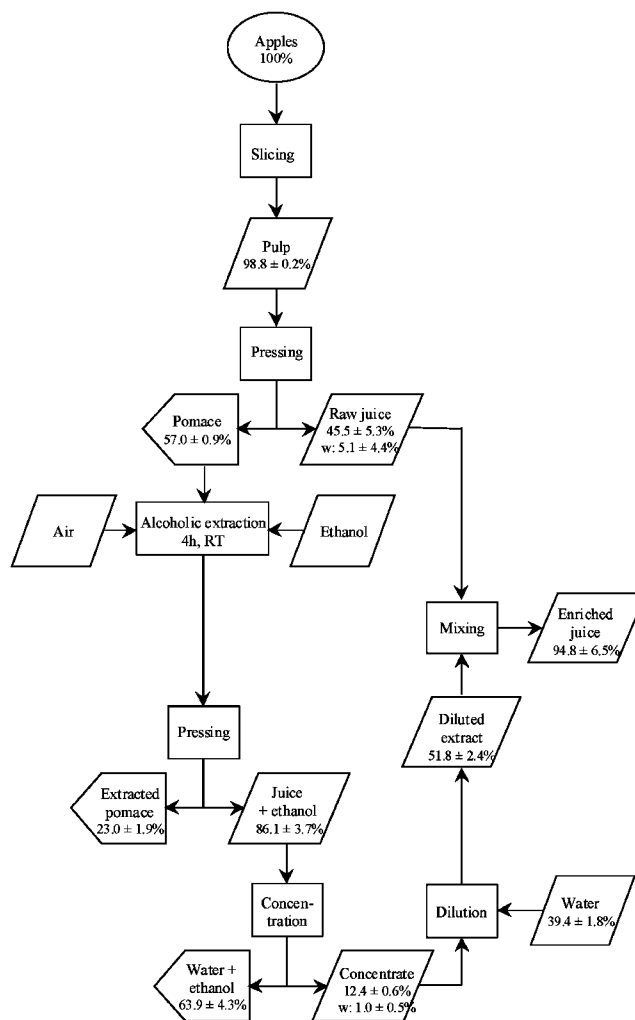 Apples
100%
Slicing
Pulp
98.8 ± 0.2%
Pressing
Pomace
57.0 ± 0.9%
Raw juice
45.5 ± 5.3%
w: 5.1 ± 4.4%
Air
Alcoholic extraction
4h, RT
Ethanol
Mixing
Enriched
juice
94.8 ± 6.5%
Pressing
Diluted
extract
51.8 ± 2.4%
Extracted
pomace
23.0 ± 1.9%
Juice
+ ethanol
86.1 ± 3.7%
Concen-
tration
Dilution
Water
39.4 ± 1.8%
Water +
ethanol
63.9 ± 4.3%
Concentrate
12.4 ± 0.6%
w: 1.0 ± 0.5%